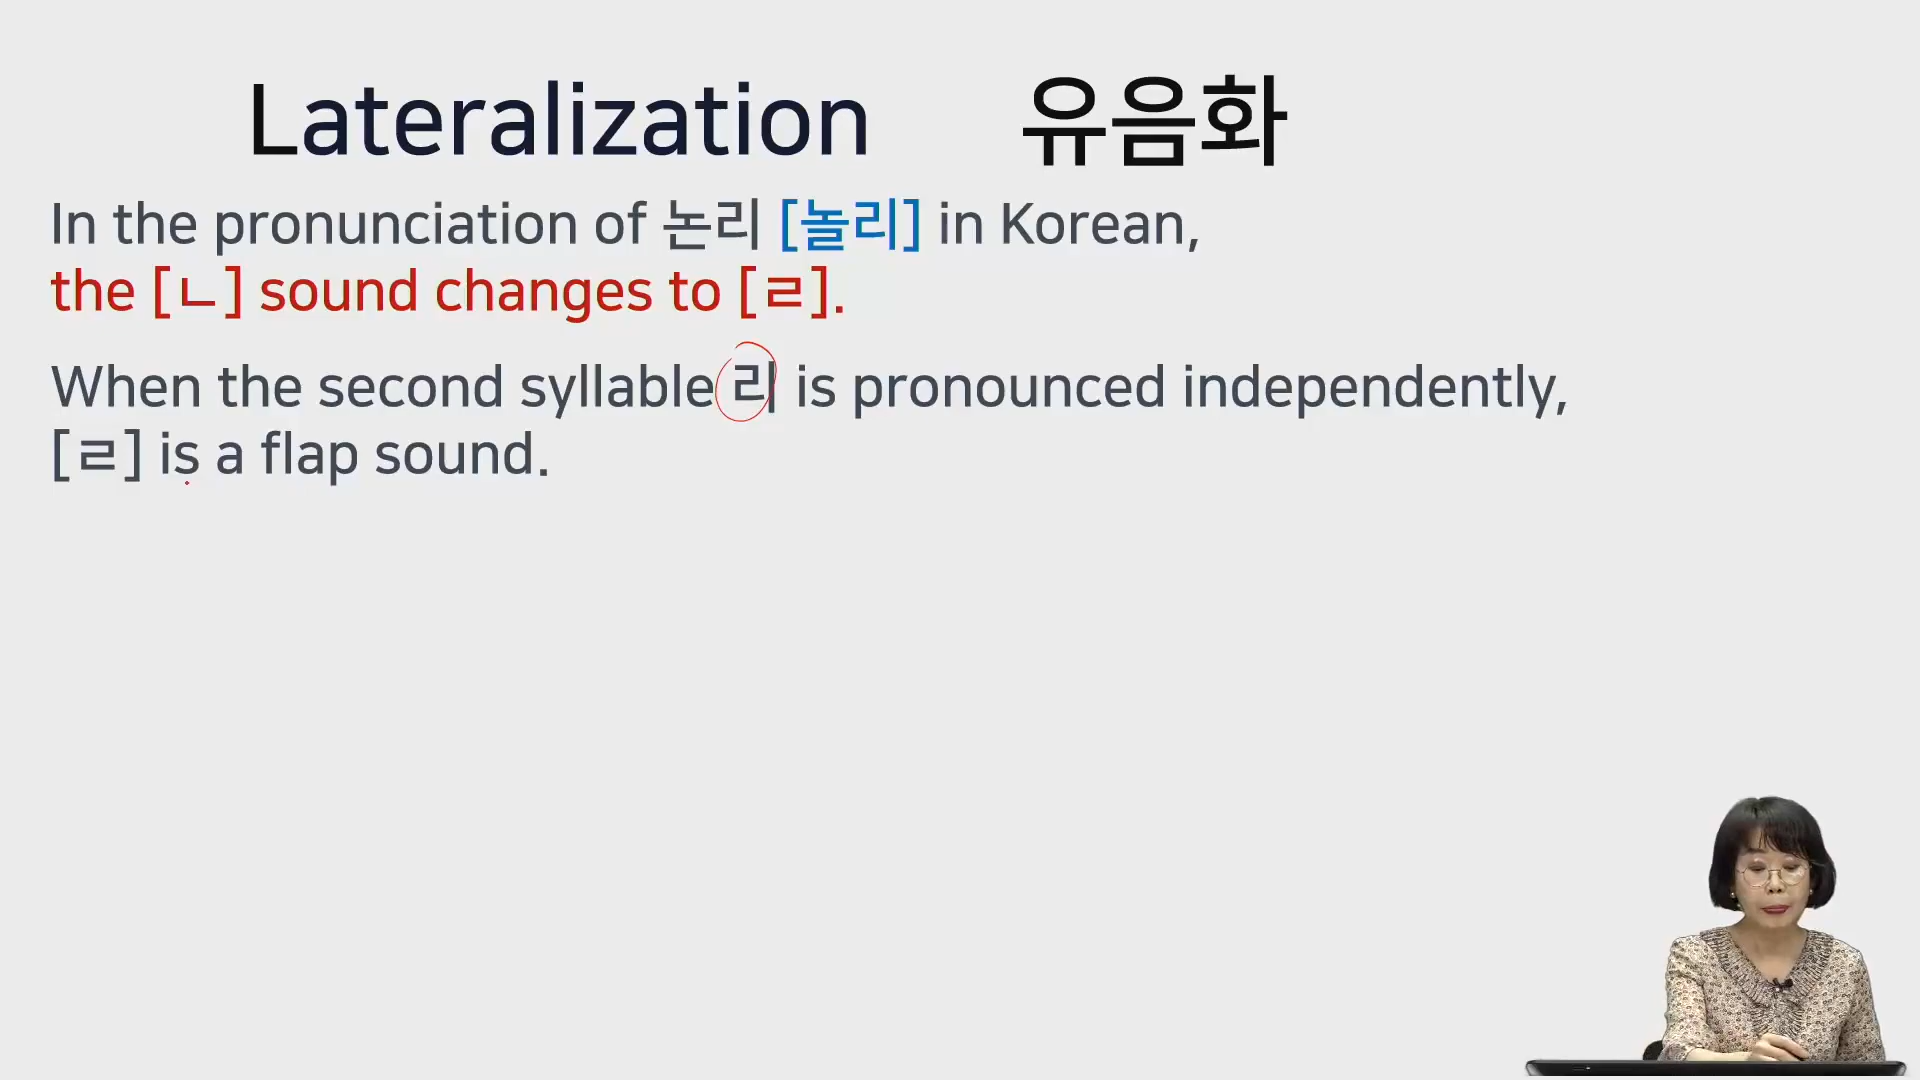 Lateralization 유음화
In the pronunciation of 논리 [놀리] in Korean,
the [ㄴ] sound changes to [ㄹ].
When the second syllable 리 is pronounced independently,
[ㄹ] is a flap sound.